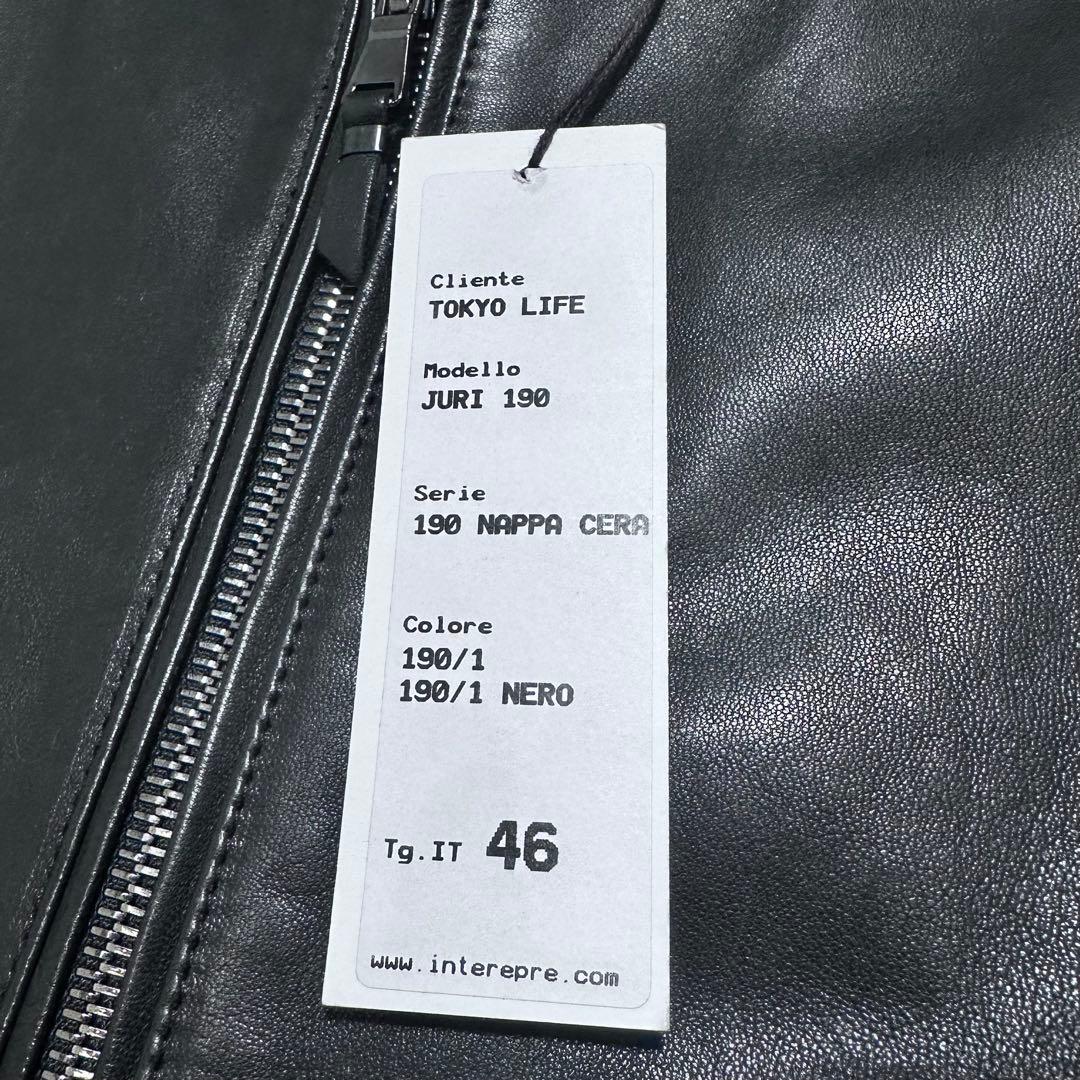 Cliente
TOKYO LIFE
Modello
JURI 190
Serie
190 NAPPA CERA
Colore
190/1
190/1 NERO
Tg.IT 46
www.interepre.com